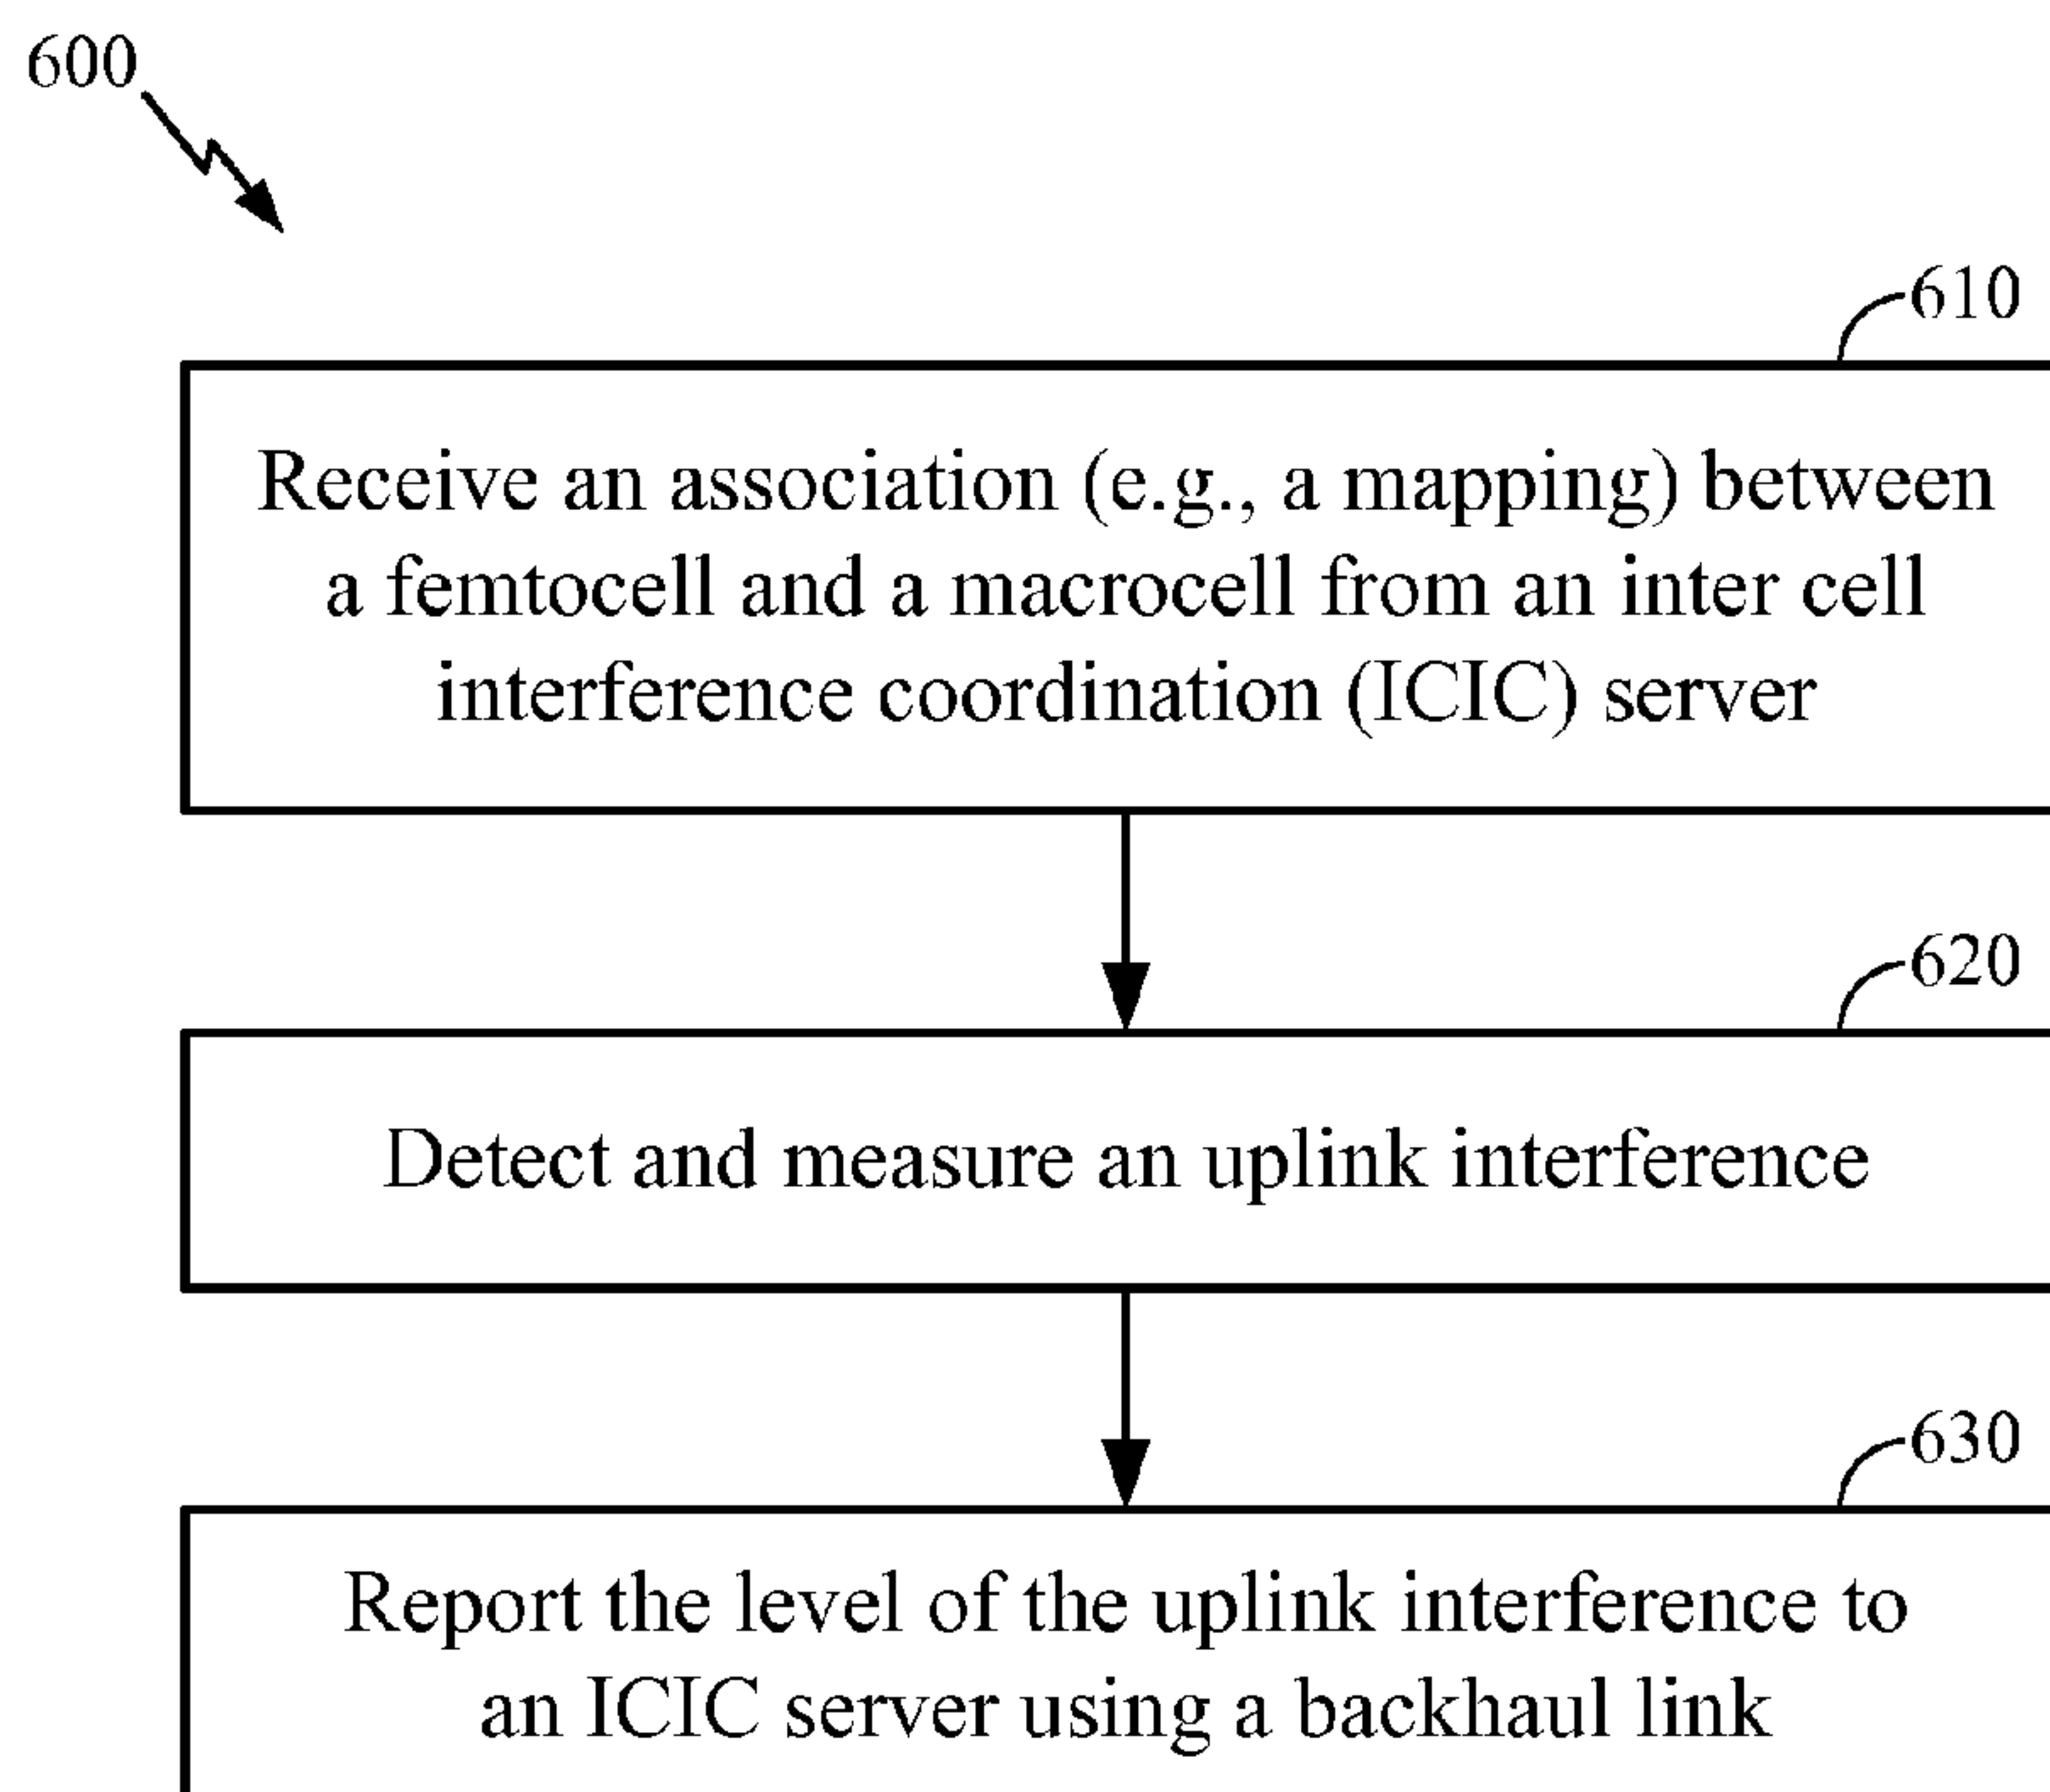 600
610
Receive an association (e.g., a mapping) between
a femtocell and a macrocell from an inter cell
interference coordination (ICIC) server
620
Detect and measure an uplink interference
630
Report the level of the uplink interference to
an ICIC server using a backhaul link